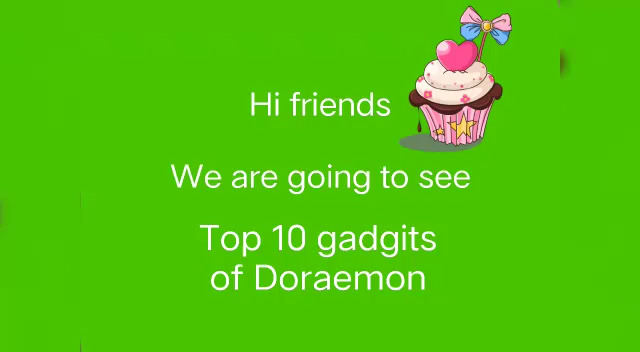 Hi friends
We are going to see
Top 10 gadgits
of Doraemon